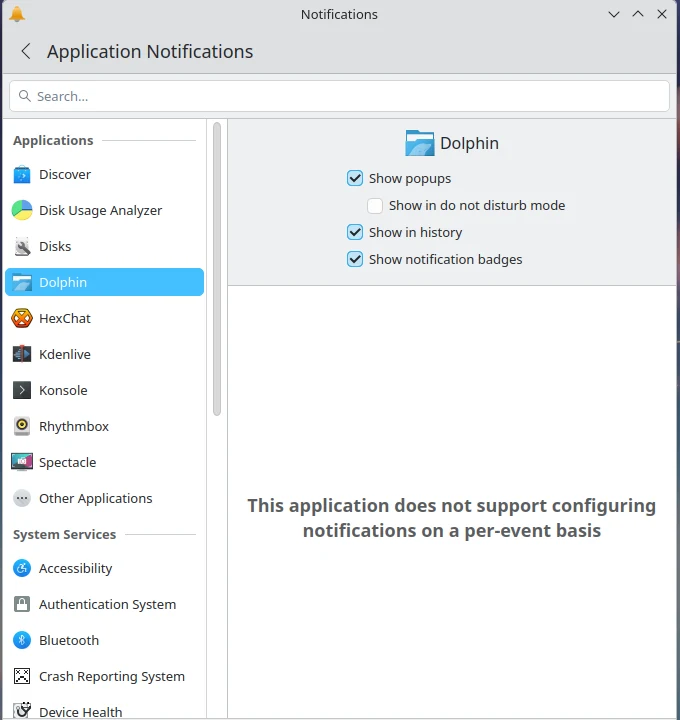 Notifications
Application Notifications
Search...
Applications
Discover
Disk Usage Analyzer
Disks
Dolphin
HexChat
Kdenlive
Konsole
Rhythmbox
Spectacle
Other Applications
System Services
Accessibility
Authentication System
Bluetooth
Crash Reporting System
Device Health
Dolphin
Show popups
Show in do not disturb mode
Show in history
Show notification badges
This application does not support configuring
notifications on a per-event basis